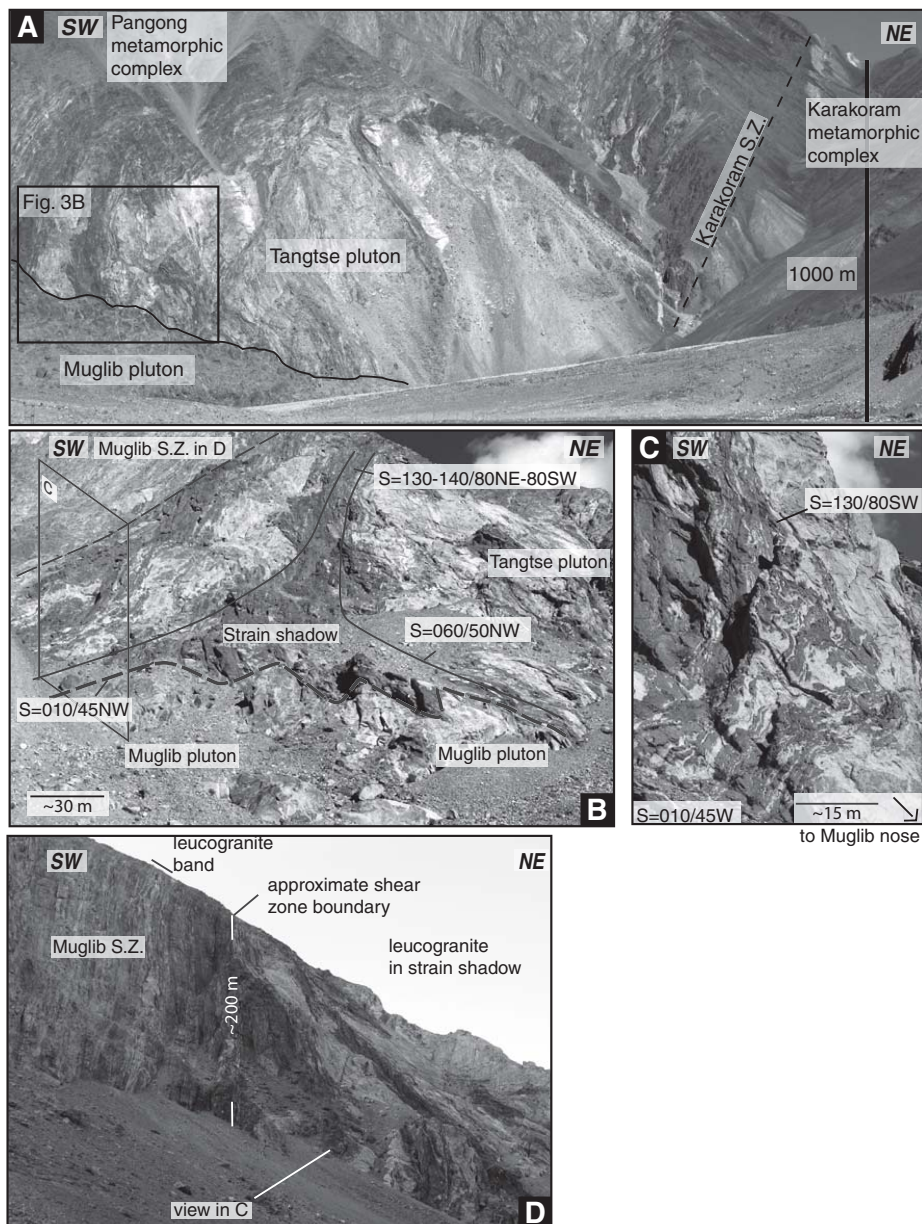 A
SW
NE
Pangong
metamorphic
complex
Karakoram S.Z.
Karakoram
metamorphic
complex
Fig. 3B
Tangtse pluton
1000 m
Muglib pluton
SW
Muglib S.Z. in D
NE
C
S=130-140/80NE-80SW
Tangtse pluton
Strain shadow
S=060/50NW
S=010/45NW
Muglib pluton
Muglib pluton
~30 m
B
C
SW
NE
S=130/80SW
S=010/45W
~15 m
to Muglib nose
SW
leucogranite
band
NE
approximate shear
zone boundary
Muglib S.Z.
leucogranite
in strain shadow
~200 m
view in C
D